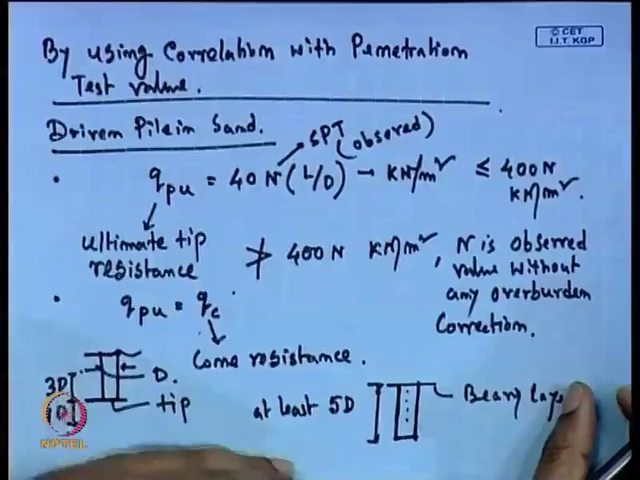 © CET
I.I.T. KGP
By using Correlation with Penetration
Test value.
Driven Pile in Sand.
SPT (observed)
• qpu = 40 N (L/D) → KN/m² ≤ 400 N KN/m².
Ultimate tip resistance
≯ 400 N KN/m², N is observed
value without
any overburden
Correction.
• qpu = qc
Cone resistance.
3D
D.
D
tip
at least 5D
NPTEL